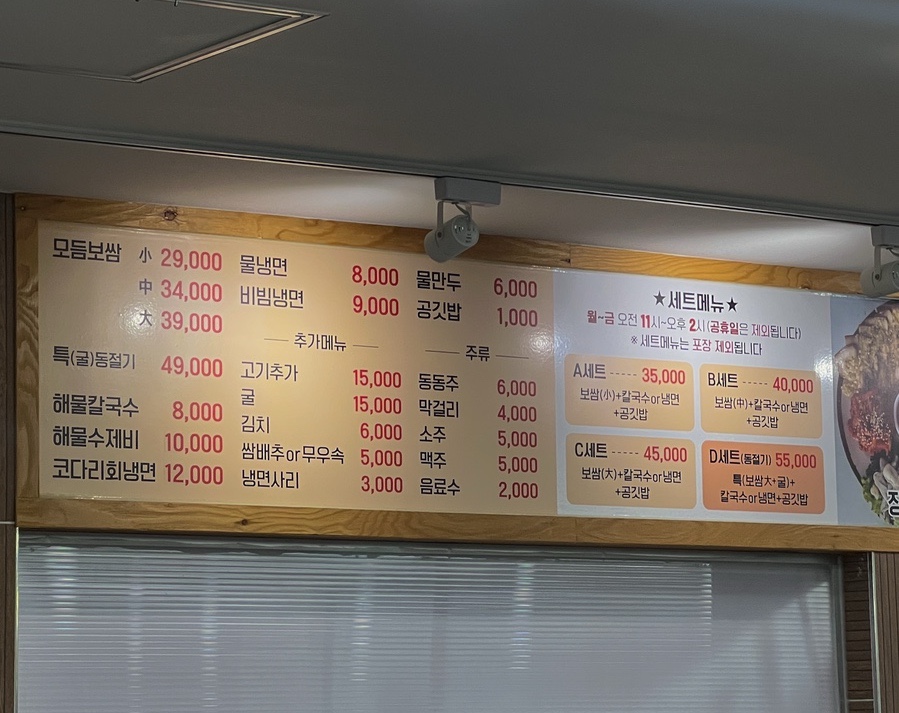 모듬보쌈 小 29,000
中 34,000
大 39,000
특(굴)동절기 49,000
해물칼국수 8,000
해물수제비 10,000
코다리회냉면 12,000
물냉면 8,000
비빔냉면 9,000
추가메뉴
고기추가 15,000
굴 15,000
김치 6,000
쌈배추or무우속 5,000
냉면사리 3,000
물만두 6,000
공깃밥 1,000
주류
동동주 6,000
막걸리 4,000
소주 5,000
맥주 5,000
음료수 2,000
★세트메뉴★
월~금 오전 11시~오후 2시(공휴일은 제외됩니다)
※ 세트메뉴는 포장 제외됩니다
A세트 ----- 35,000
보쌈(小)+칼국수or냉면
+공깃밥
B세트 ----- 40,000
보쌈(中)+칼국수or냉면
+공깃밥
C세트 ----- 45,000
보쌈(大)+칼국수or냉면
+공깃밥
D세트(동절기) 55,000
특(보쌈大+굴)+
칼국수or냉면+공깃밥